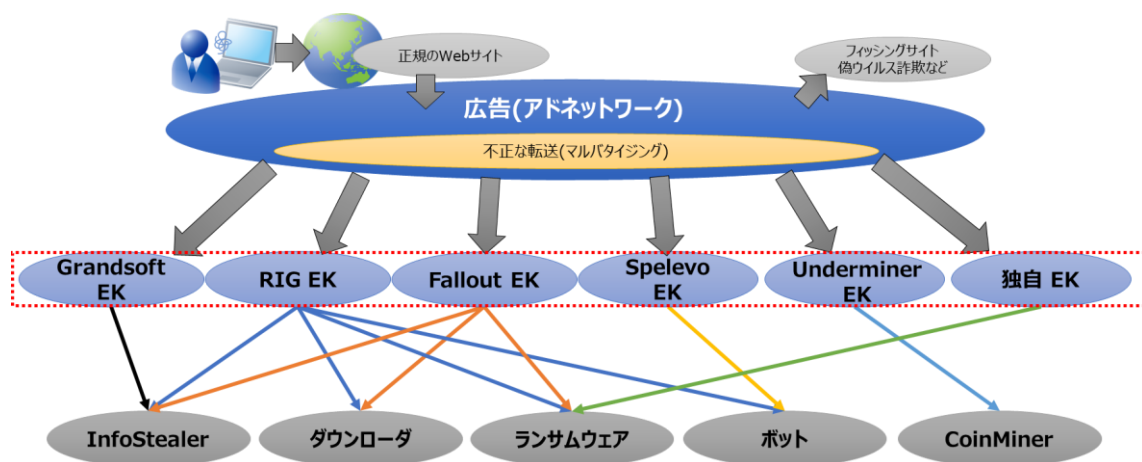 正規のWebサイト
フィッシングサイト
偽ウイルス詐欺など
広告(アドネットワーク)
不正な転送(マルバタイジング)
Grandsoft
EK
RIG EK
Fallout EK
Spelevo
EK
Underminer
EK
独自 EK
InfoStealer
ダウンローダ
ランサムウェア
ボット
CoinMiner